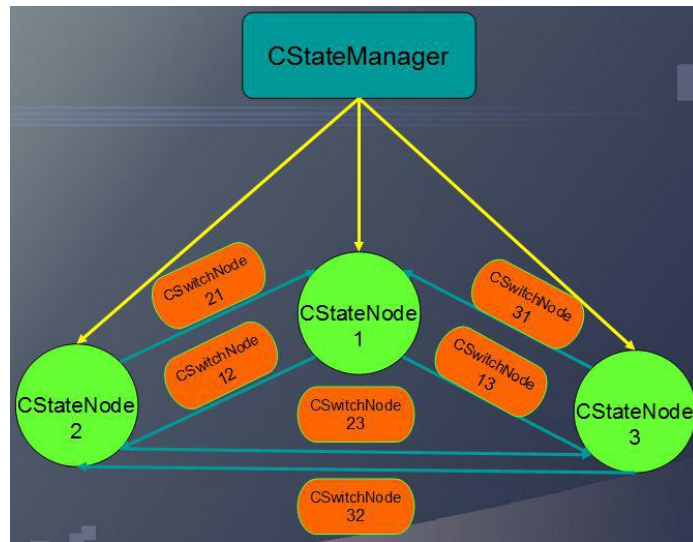 CStateManager
CSwitchNode
21
CSwitchNode
31
CStateNode
1
CSwitchNode
12
CSwitchNode
13
CStateNode
2
CSwitchNode
23
CStateNode
3
CSwitchNode
32